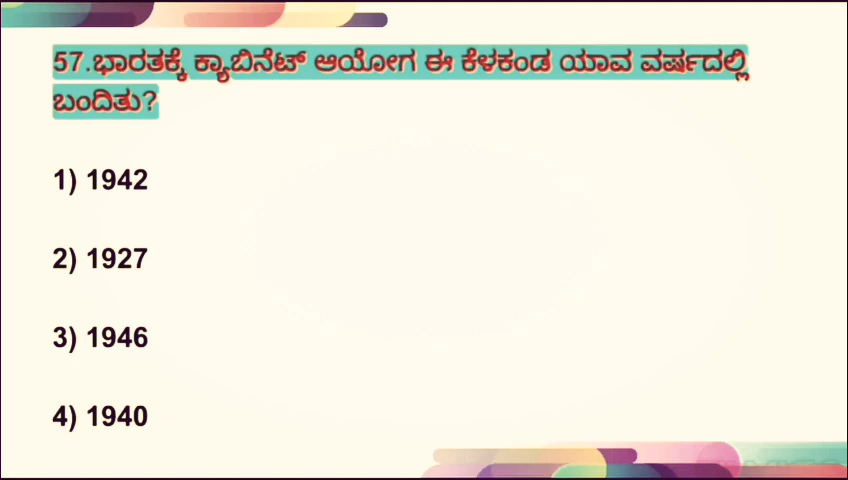 57.ಭಾರತಕ್ಕೆ ಕ್ಯಾಬಿನೆಟ್ ಆಯೋಗ ಈ ಕೆಳಕಂಡ ಯಾವ ವರ್ಷದಲ್ಲಿ
ಬಂದಿತು?
1) 1942
2) 1927
3) 1946
4) 1940